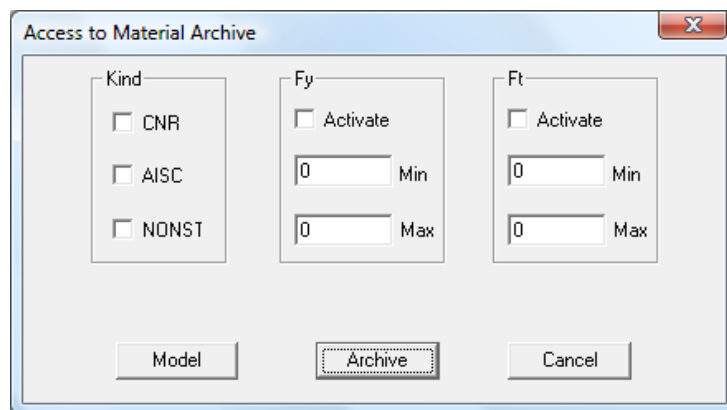 Access to Material Archive
Kind
CNR
AISC
NONST
Fy
Activate
0 Min
0 Max
Ft
Activate
0 Min
0 Max
Model Archive Cancel